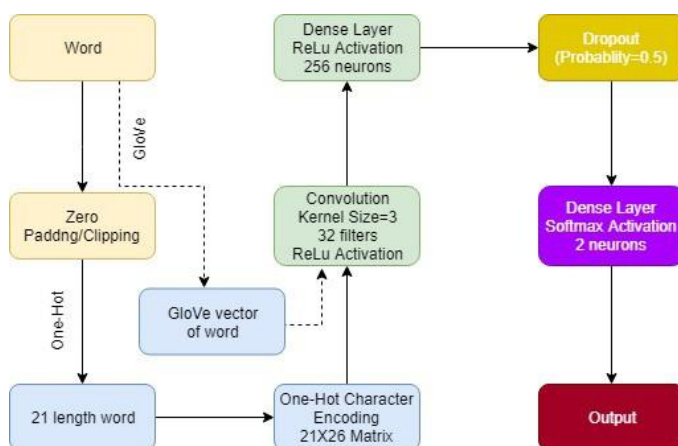 Word
GloVe
Zero
Paddng/Clipping
One-Hot
GloVe vector
of word
21 length word
One-Hot Character
Encoding
21X26 Matrix
Convolution
Kernel Size=3
32 filters
ReLu Activation
Dense Layer
ReLu Activation
256 neurons
Dropout
(Probablity=0.5)
Dense Layer
Softmax Activation
2 neurons
Output